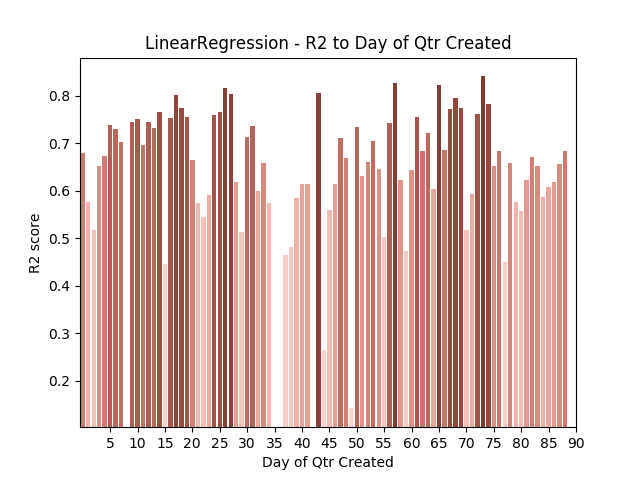 LinearRegression - R2 to Day of Qtr Created
R2 score
0.8
0.7
0.6
0.5
0.4
0.3
0.2
5 10 15 20 25 30 35 40 45 50 55 60 65 70 75 80 85 90
Day of Qtr Created